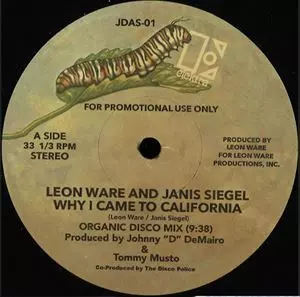 JDAS-01
elektra
FOR PROMOTIONAL USE ONLY
A SIDE
33 1/3 RPM
STEREO
PRODUCED BY
LEON WARE
FOR LEON WARE
PRODUCTIONS, INC.
LEON WARE AND JANIS SIEGEL
WHY I CAME TO CALIFORNIA
(Leon Ware / Janis Siegel)
ORGANIC DISCO MIX (9:38)
Produced by Johnny "D" DeMairo
&
Tommy Musto
Co-Produced by The Disco Police